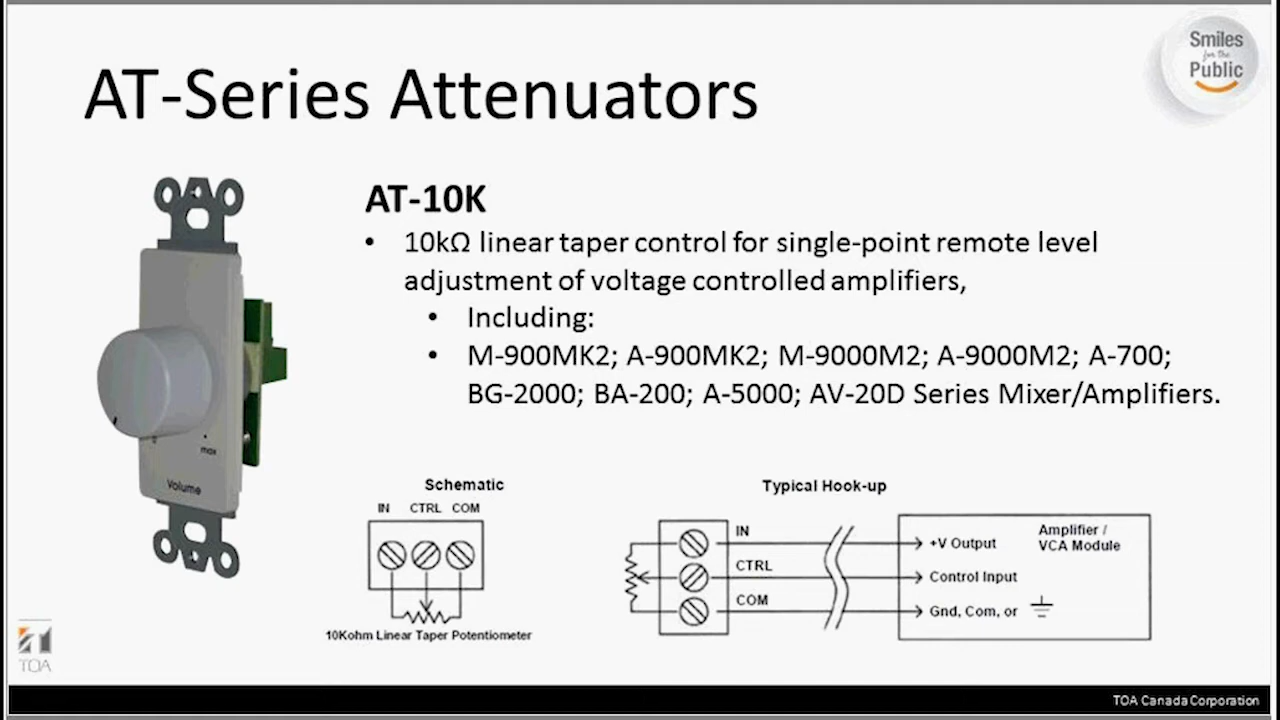 Smiles
for the
Public
AT-Series Attenuators
AT-10K
• 10kΩ linear taper control for single-point remote level
adjustment of voltage controlled amplifiers,
• Including:
• M-900MK2; A-900MK2; M-9000M2; A-9000M2; A-700;
BG-2000; BA-200; A-5000; AV-20D Series Mixer/Amplifiers.
0
max
Volume
Schematic
IN CTRL COM
10Kohm Linear Taper Potentiometer
Typical Hook-up
IN
CTRL
COM
+V Output
Control Input
Gnd, Com, or
Amplifier /
VCA Module
TOA
TOA Canada Corporation